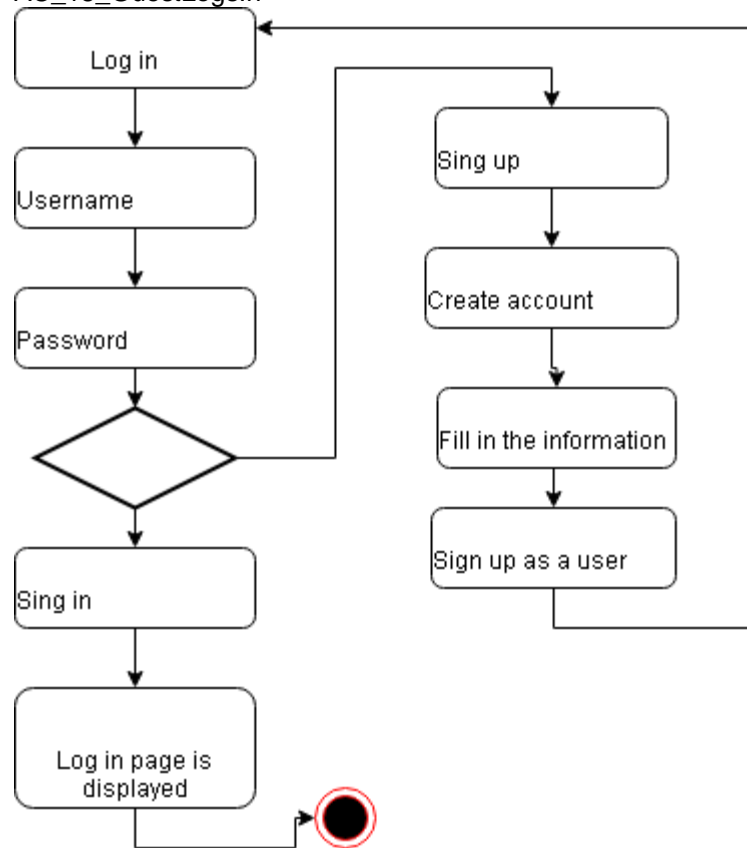 Log in
Username
Password
Sing in
Log in page is
displayed
Sing up
Create account
Fill in the information
Sign up as a user